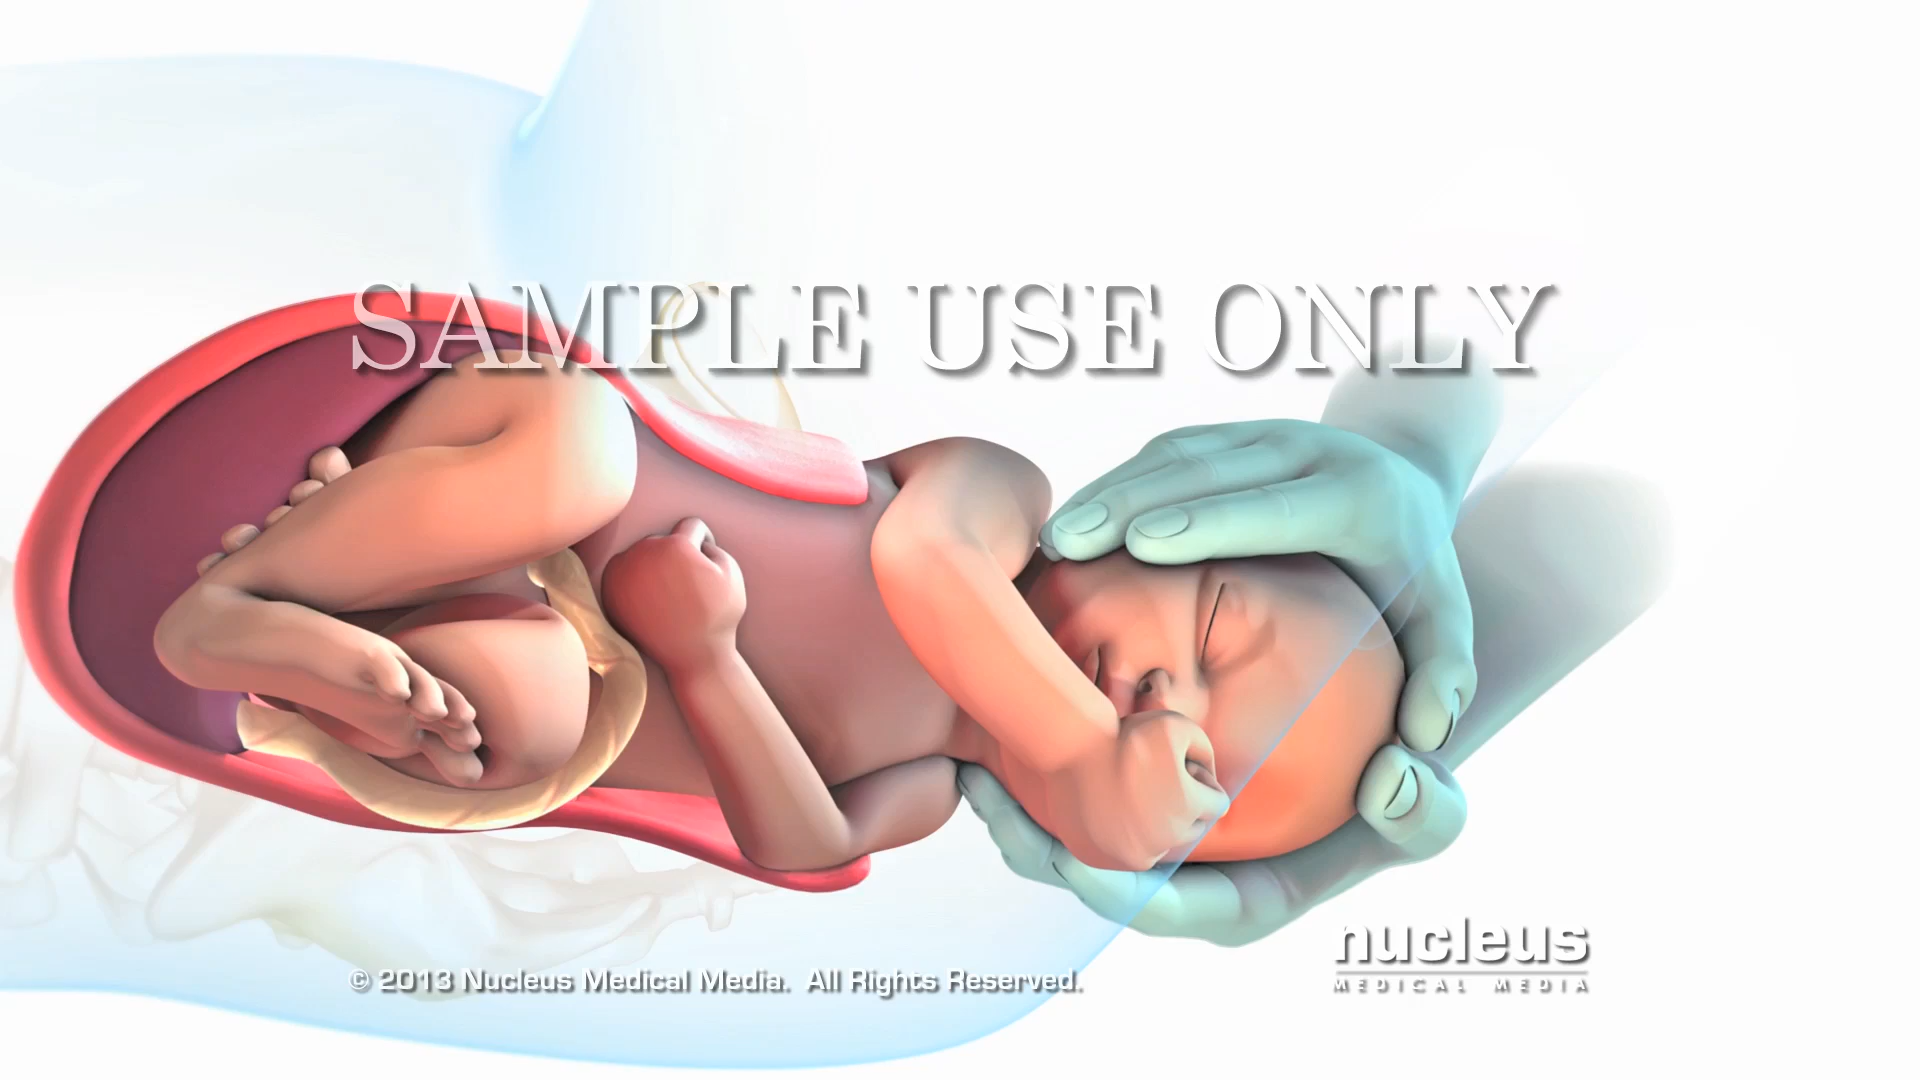 SAMPLE USE ONLY
nucleus
MEDICAL MEDIA
© 2013 Nucleus Medical Media. All Rights Reserved.